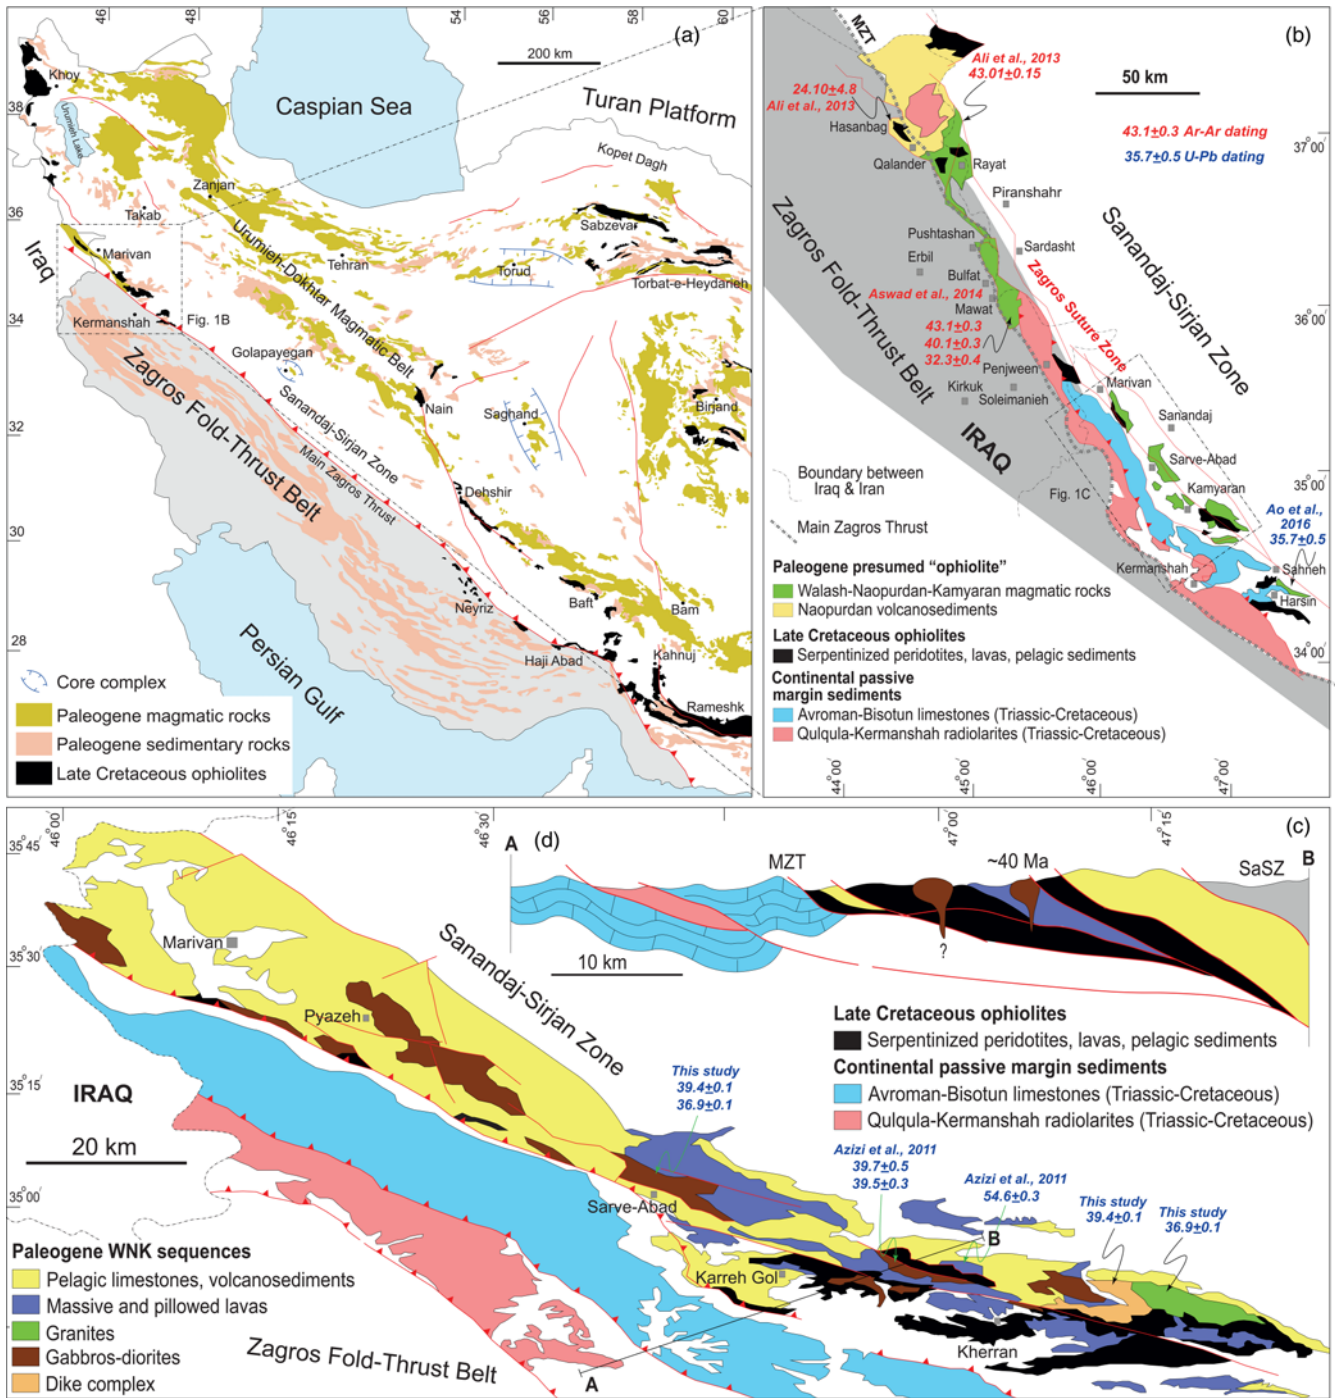 46
48
54
56
58
60
(a)
200 km
Khoy
38
Urumieh Lake
Caspian Sea
Turan Platform
Kopet Dagh
Zanjan
36
Takab
Sabzevar
Iraq
Marivan
Tehran
Torud
Torbat-e-Heydarieh
Urumieh-Dokhtar Magmatic Belt
34
Kermanshah
Fig. 1B
Golapayegan
Zagros Fold-Thrust Belt
Sanandaj-Sirjan Zone
Main Zagros Thrust
Nain
Saghand
Birjand
32
Dehshir
30
Neyriz
Baft
Bam
28
Haji Abad
Kahnuj
Rameshk
Persian Gulf
Core complex
Paleogene magmatic rocks
Paleogene sedimentary rocks
Late Cretaceous ophiolites
(b)
MZT
Ali et al., 2013
43.01±0.15
50 km
24.10±4.8
Ali et al., 2013
Hasanbag
43.1±0.3 Ar-Ar dating
35.7±0.5 U-Pb dating
37°00′
Qalander
Rayat
Piranshahr
Pushtashan
Sardasht
Erbil
Bulfat
Aswad et al., 2014
Mawat
43.1±0.3
40.1±0.3
32.3±0.4
Zagros Suture Zone
Sanandaj-Sirjan Zone
Zagros Fold-Thrust Belt
36°00′
Penjween
Kirkuk
Soleimanieh
Marivan
Sanandaj
IRAQ
Sarve-Abad
Boundary between
Iraq & Iran
Fig. 1C
Kamyaran
35°00′
Ao et al.,
2016
35.7±0.5
Main Zagros Thrust
Kermanshah
Sahneh
Harsin
Paleogene presumed “ophiolite”
Walash-Naopurdan-Kamyaran magmatic rocks
Naopurdan volcanosediments
Late Cretaceous ophiolites
Serpentinized peridotites, lavas, pelagic sediments
34°00′
Continental passive
margin sediments
Avroman-Bisotun limestones (Triassic-Cretaceous)
Qulqula-Kermanshah radiolarites (Triassic-Cretaceous)
44°00′
45°00′
46°00′
47°00′
46°00′
46°15′
46°30′
47°00′
47°15′
(c)
(d)
A
MZT
~40 Ma
SaSZ
B
?
10 km
35°45′
35°30′
Marivan
Pyazeh
Sanandaj-Sirjan Zone
35°15′
IRAQ
20 km
This study
39.4±0.1
36.9±0.1
Late Cretaceous ophiolites
Serpentinized peridotites, lavas, pelagic sediments
Continental passive margin sediments
Avroman-Bisotun limestones (Triassic-Cretaceous)
Qulqula-Kermanshah radiolarites (Triassic-Cretaceous)
Azizi et al., 2011
39.7±0.5
39.5±0.3
Azizi et al., 2011
54.6±0.3
This study
39.4±0.1
This study
36.9±0.1
35°00′
Sarve-Abad
B
Karreh Gol
Kherran
A
Zagros Fold-Thrust Belt
Paleogene WNK sequences
Pelagic limestones, volcanosediments
Massive and pillowed lavas
Granites
Gabbros-diorites
Dike complex